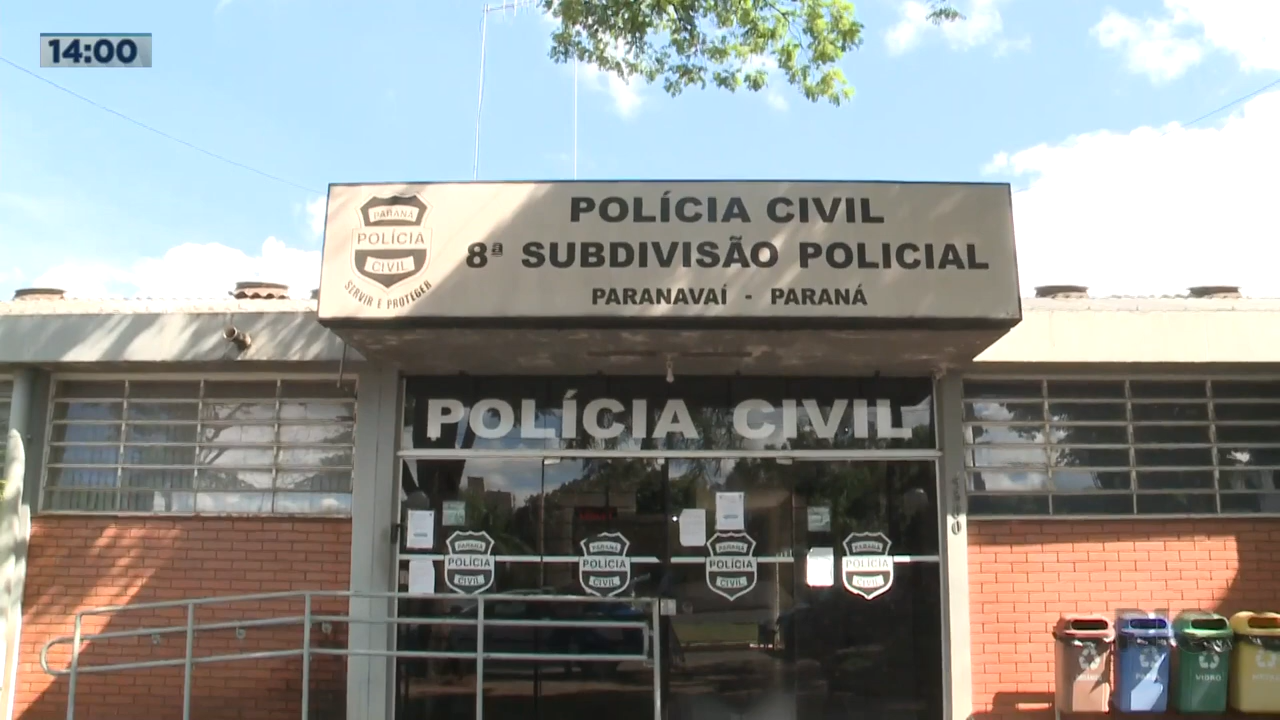 14:00
POLÍCIA CIVIL
8ª SUBDIVISÃO POLICIAL
PARANAVAÍ - PARANÁ
PARANÁ
POLÍCIA
CIVIL
SERVIR E PROTEGER
POLÍCIA CIVIL
PARANÁ
POLÍCIA
CIVIL
PARANÁ
POLÍCIA
CIVIL
PARANÁ
POLÍCIA
CIVIL
PARANÁ
POLÍCIA
CIVIL
PAPEL
VIDRO